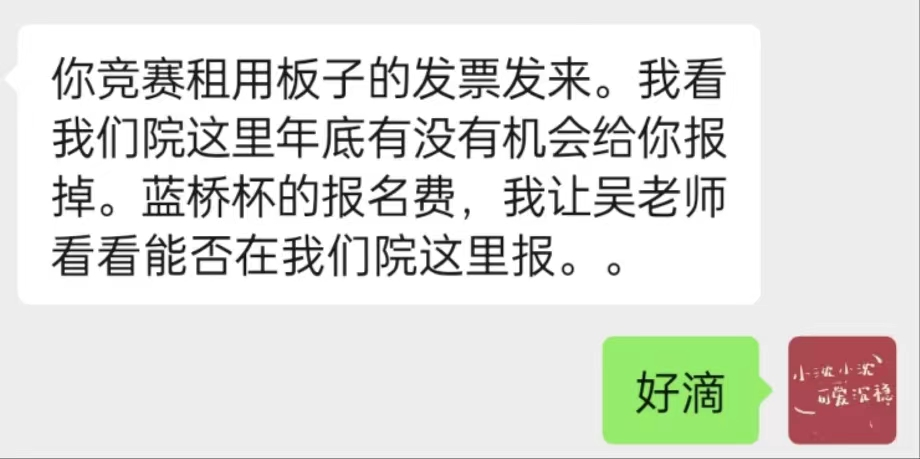 你竞赛租用板子的发票发来。我看
我们院这里年底有没有机会给你报
掉。蓝桥杯的报名费，我让吴老师
看看能否在我们院这里报。。
好滴
小沈小沈
可爱沉稳